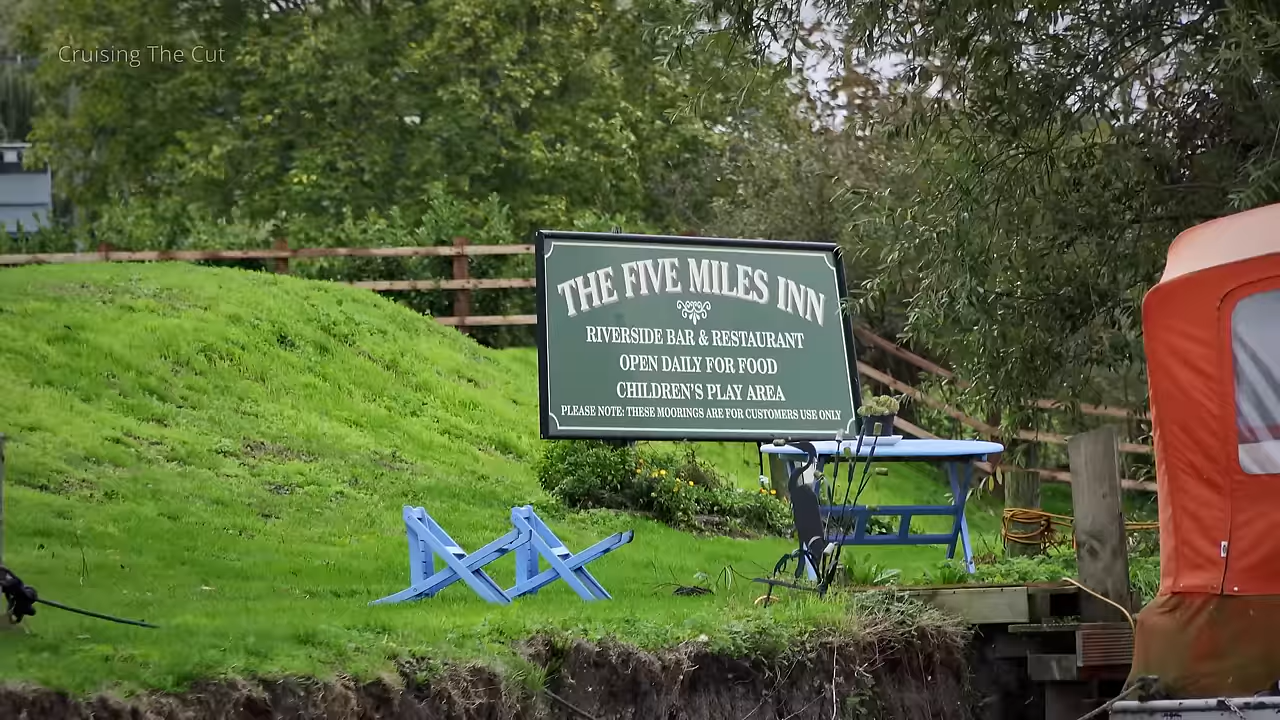 Cruising The Cut
THE FIVE MILES INN
RIVERSIDE BAR & RESTAURANT
OPEN DAILY FOR FOOD
CHILDREN'S PLAY AREA
PLEASE NOTE: THESE MOORINGS ARE FOR CUSTOMERS USE ONLY